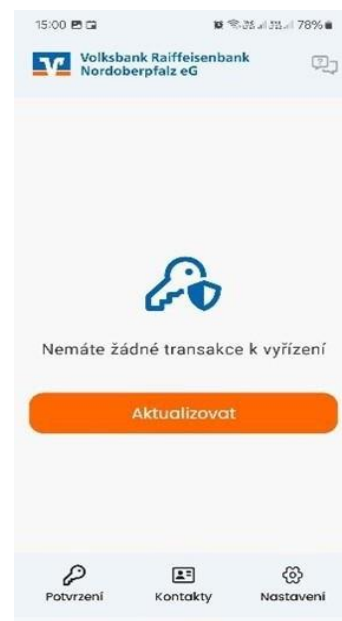 15:00
78%
Volksbank Raiffeisenbank
Nordoberpfalz eG
Nemáte žádné transakce k vyřízení
Aktualizovat
Potvrzení
Kontakty
Nastavení